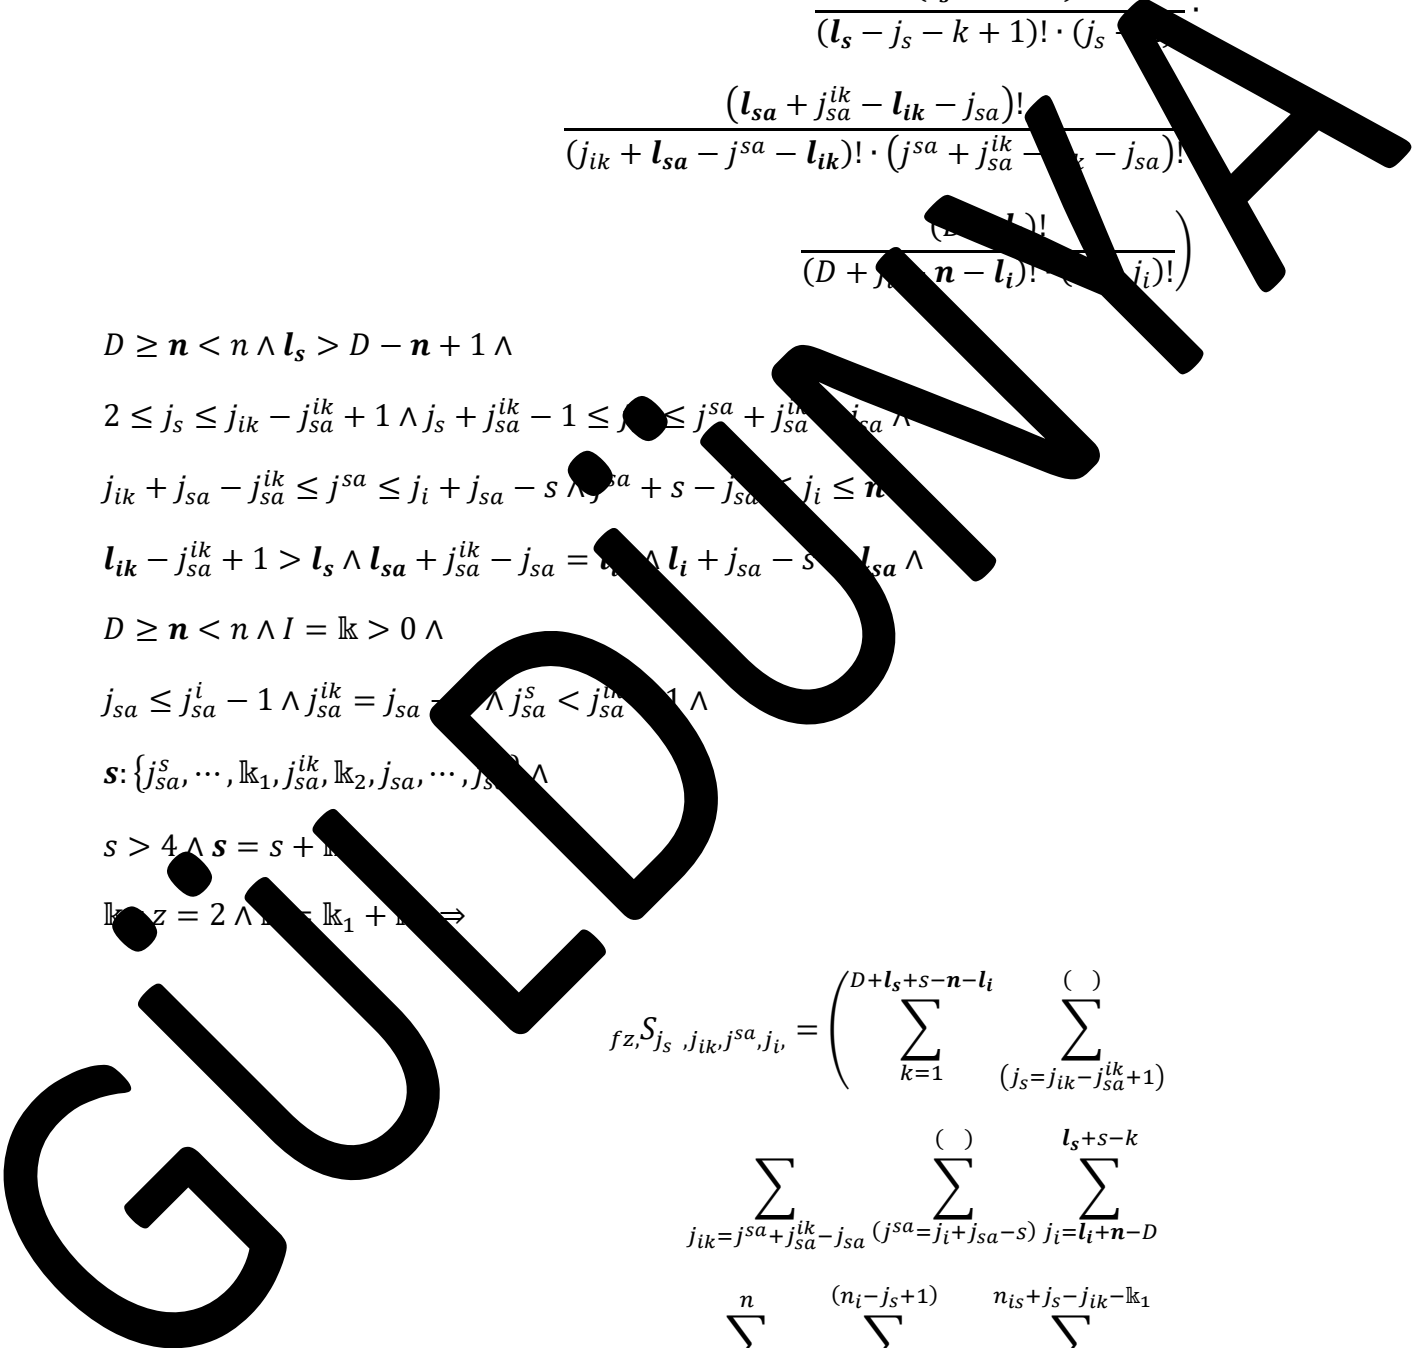 (l_s − j_s − k + 1)! · (j_s
(l_sa + j_sa^ik − l_ik − j_sa)!
(j_ik + l_sa − j^sa − l_ik)! · (j^sa + j_sa^ik − − j_sa)!
)!
(D + − n − l_i)! j_i)!)
D ≥ n < n ∧ l_s > D − n + 1 ∧
2 ≤ j_s ≤ j_ik − j_sa^ik + 1 ∧ j_s + j_sa^ik − 1 ≤ ≤ j^sa + j_sa^ik ∧
j_ik + j_sa − j_sa^ik ≤ j^sa ≤ j_i + j_sa − s ∧ + s − j_sa ≤ j_i ≤ n
l_ik − j_sa^ik + 1 > l_s ∧ l_sa + j_sa^ik − j_sa = ∧ l_i + j_sa − s l_sa ∧
D ≥ n < n ∧ I = 𝕜 > 0 ∧
j_sa ≤ j_sa^i − 1 ∧ j_sa^ik = j_sa ∧ j_sa^s < j_sa^ik 1 ∧
s: {j_sa^s, ⋯ , 𝕜_1, j_sa^ik, 𝕜_2, j_sa, ⋯ , ∧
s > 4 ∧ s = s +
z = 2 ∧ = 𝕜_1 + ⇒
_fz,S_j_s ,j_ik,j^sa,j_i, = ( ∑_{k=1}^{D+l_s+s−n−l_i} ∑_{(j_s=j_ik−j_sa^ik+1)}^{( )}
∑_{j_ik=j^sa+j_sa^ik−j_sa} ∑_{(j^sa=j_i+j_sa−s)}^{( )} ∑_{j_i=l_i+n−D}^{l_s+s−k}
∑^{n} ∑^{(n_i−j_s+1)} ∑^{n_is+j_s−j_ik−𝕜_1}
GÜLDÜNYA